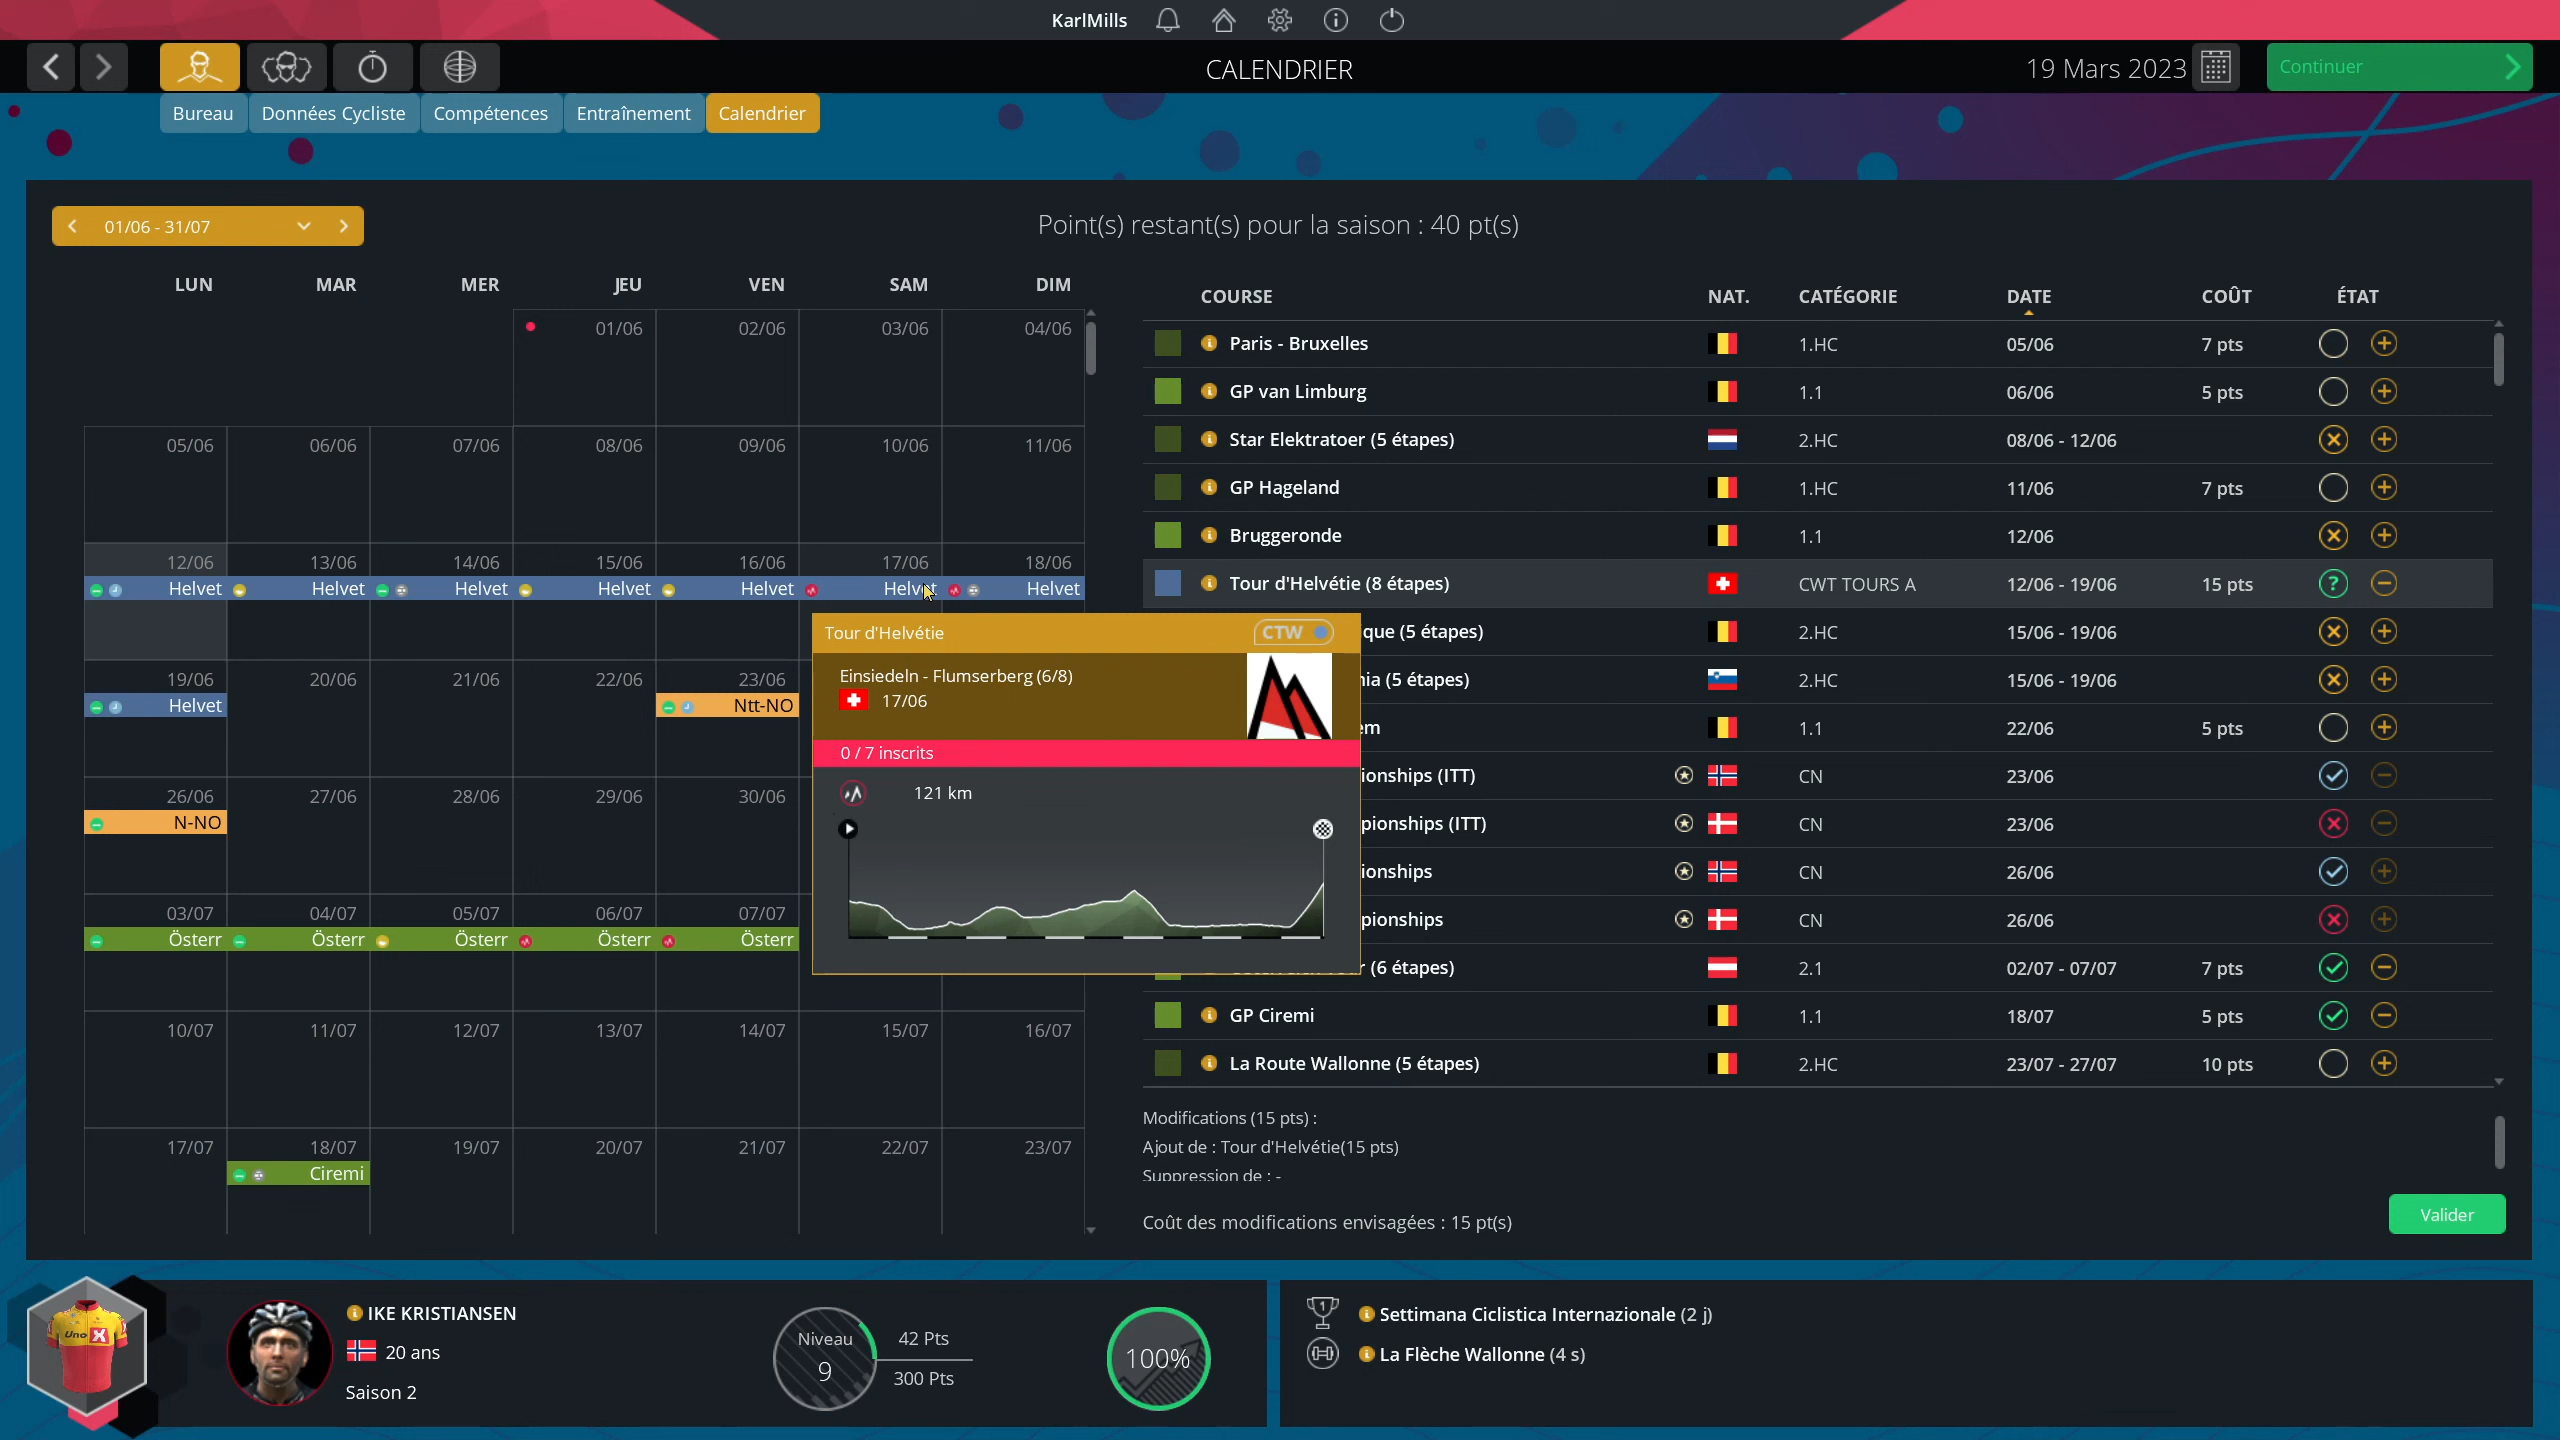 KarlMills
CALENDRIER
19 Mars 2023
Continuer
Bureau
Données Cycliste
Compétences
Entraînement
Calendrier
01/06 - 31/07
Point(s) restant(s) pour la saison : 40 pt(s)
LUN MAR MER JEU VEN SAM DIM
01/06 02/06 03/06 04/06
05/06 06/06 07/06 08/06 09/06 10/06 11/06
12/06 13/06 14/06 15/06 16/06 17/06 18/06
Helvet Helvet Helvet Helvet Helvet Helvet Helvet
19/06 20/06 21/06 22/06 23/06
Helvet Ntt-NO
26/06 27/06 28/06 29/06 30/06
N-NO
03/07 04/07 05/07 06/07 07/07
Österr Österr Österr Österr Österr
10/07 11/07 12/07 13/07 14/07 15/07 16/07
17/07 18/07 19/07 20/07 21/07 22/07 23/07
Ciremi
Tour d'Helvétie
CTW
Einsiedeln - Flumserberg (6/8)
17/06
0 / 7 inscrits
121 km
COURSE NAT. CATÉGORIE DATE COÛT ÉTAT
Paris - Bruxelles 1.HC 05/06 7 pts
GP van Limburg 1.1 06/06 5 pts
Star Elektratoer (5 étapes) 2.HC 08/06 - 12/06
GP Hageland 1.HC 11/06 7 pts
Bruggeronde 1.1 12/06
Tour d'Helvétie (8 étapes) CWT TOURS A 12/06 - 19/06 15 pts
ique (5 étapes) 2.HC 15/06 - 19/06
ia (5 étapes) 2.HC 15/06 - 19/06
em 1.1 22/06 5 pts
ionships (ITT) CN 23/06
pionships (ITT) CN 23/06
ionships CN 26/06
pionships CN 26/06
r (6 étapes) 2.1 02/07 - 07/07 7 pts
GP Ciremi 1.1 18/07 5 pts
La Route Wallonne (5 étapes) 2.HC 23/07 - 27/07 10 pts
Modifications (15 pts) :
Ajout de : Tour d'Helvétie(15 pts)
Suppression de : -
Coût des modifications envisagées : 15 pt(s)
Valider
Uno X
IKE KRISTIANSEN
20 ans
Saison 2
Niveau
9
42 Pts
300 Pts
100%
1
Settimana Ciclistica Internazionale (2 j)
La Flèche Wallonne (4 s)